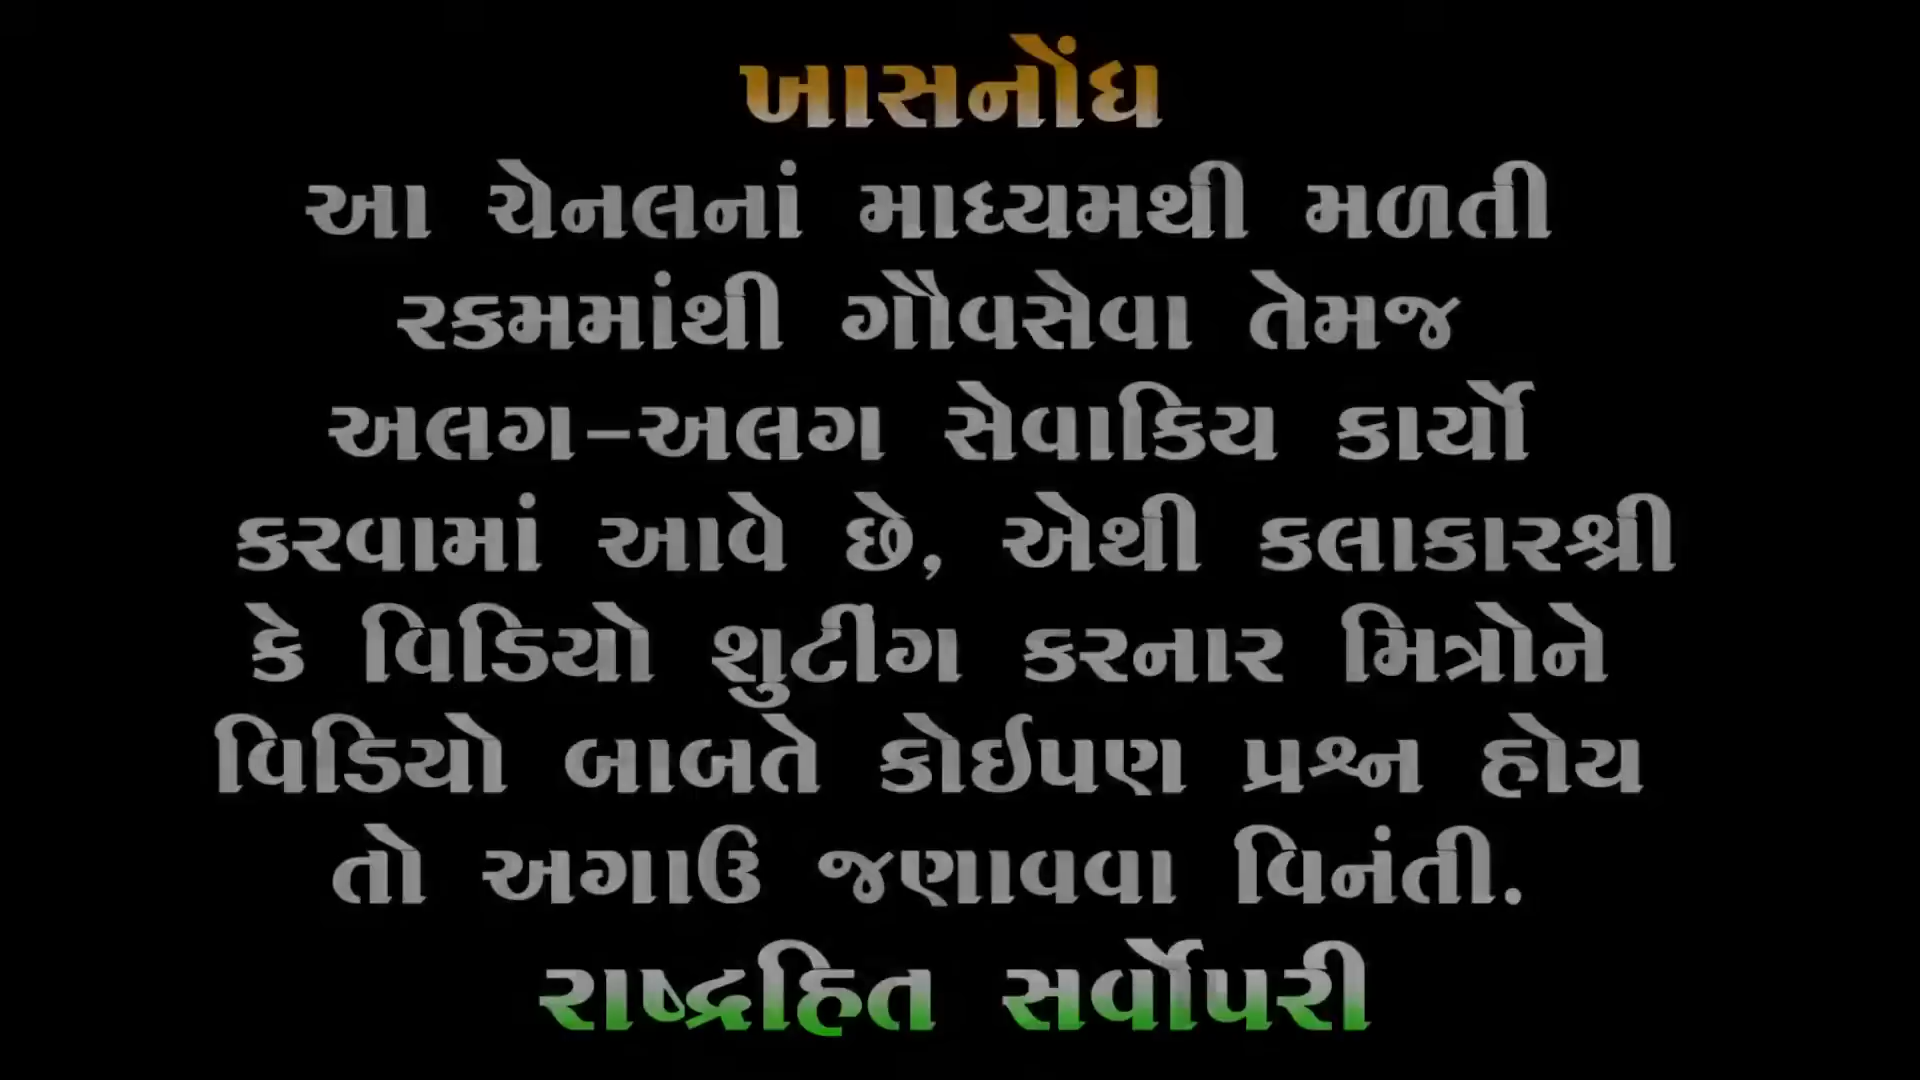 ખાસનોંધ
આ ચેનલનાં માધ્યમથી મળતી
રકમમાંથી ગૌવસેવા તેમજ
અલગ-અલગ સેવાકિય કાર્યો
કરવામાં આવે છે, એથી કલાકારશ્રી
કે વિડિયો શુટીંગ કરનાર મિત્રોને
વિડિયો બાબતે કોઈપણ પ્રશ્ન હોય
તો અગાઉ જણાવવા વિનંતી.
રાષ્ટ્રહિત સર્વોપરી